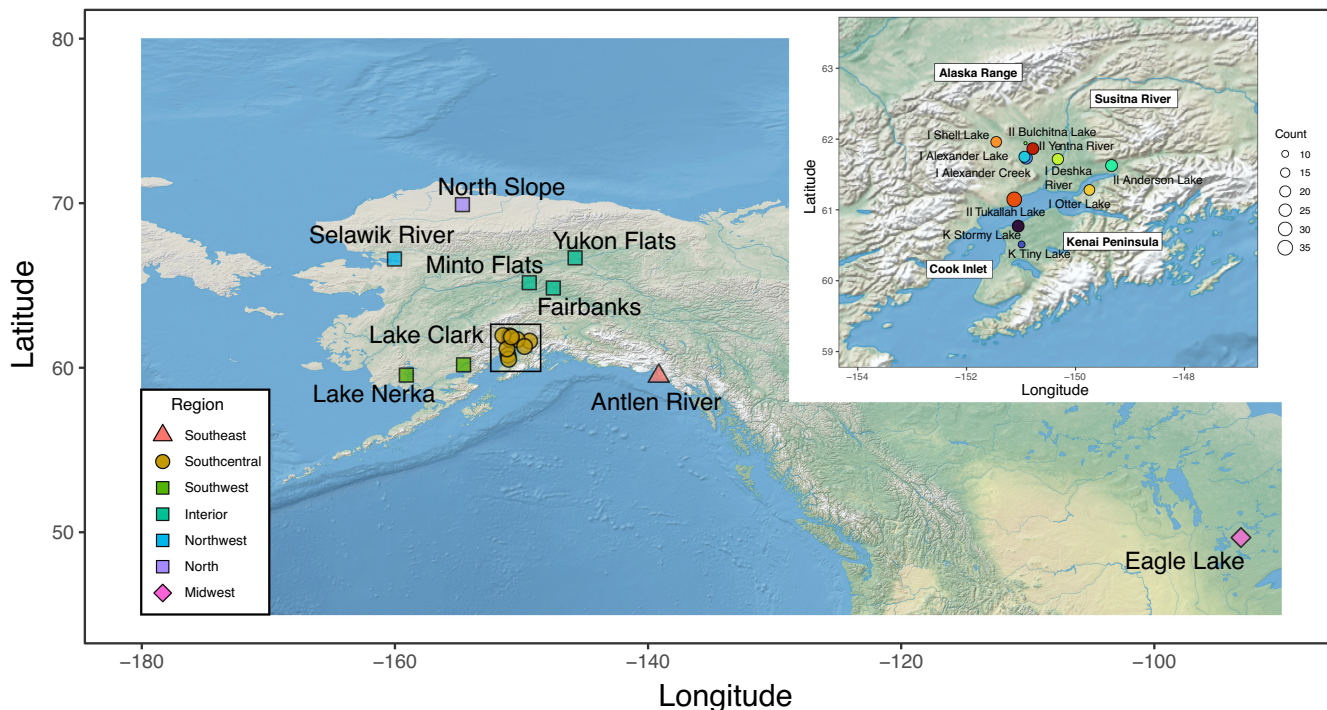 80
70
60
50
Latitude
−180
−160
−140
−120
−100
Longitude
North Slope
Selawik River
Yukon Flats
Minto Flats
Fairbanks
Lake Clark
Lake Nerka
Antlen River
Eagle Lake
Region
Southeast
Southcentral
Southwest
Interior
Northwest
North
Midwest
63
62
61
60
59
Latitude
−154
−152
−150
−148
Longitude
Alaska Range
Susitna River
I Shell Lake
II Bulchitna Lake
II Yentna River
I Alexander Lake
I Alexander Creek
I Deshka
River
II Anderson Lake
I Otter Lake
II Tukallah Lake
K Stormy Lake
Kenai Peninsula
K Tiny Lake
Cook Inlet
Count
10
15
20
25
30
35